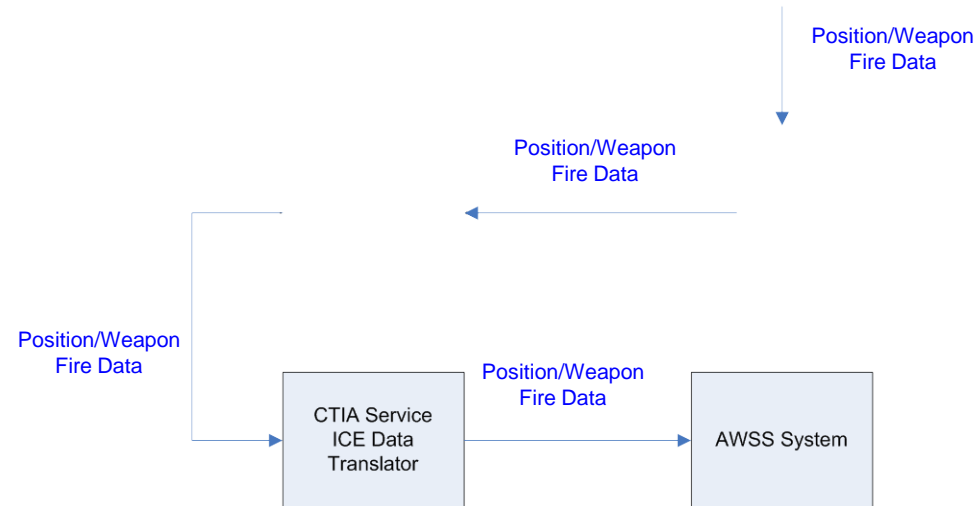 Position/Weapon
Fire Data
Position/Weapon
Fire Data
Position/Weapon
Fire Data
Position/Weapon
Fire Data
CTIA Service
ICE Data
Translator
AWSS System